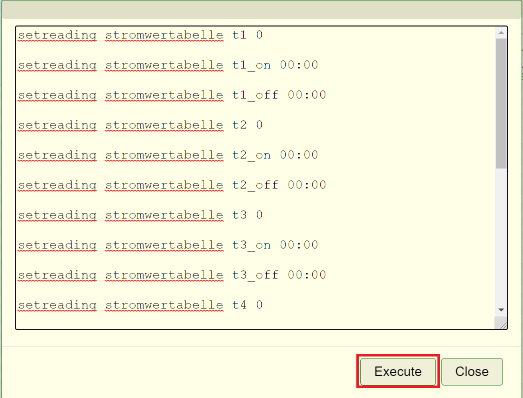 setreading stromwertabelle t1 0
setreading stromwertabelle t1_on 00:00
setreading stromwertabelle t1_off 00:00
setreading stromwertabelle t2 0
setreading stromwertabelle t2_on 00:00
setreading stromwertabelle t2_off 00:00
setreading stromwertabelle t3 0
setreading stromwertabelle t3_on 00:00
setreading stromwertabelle t3_off 00:00
setreading stromwertabelle t4 0
Execute Close